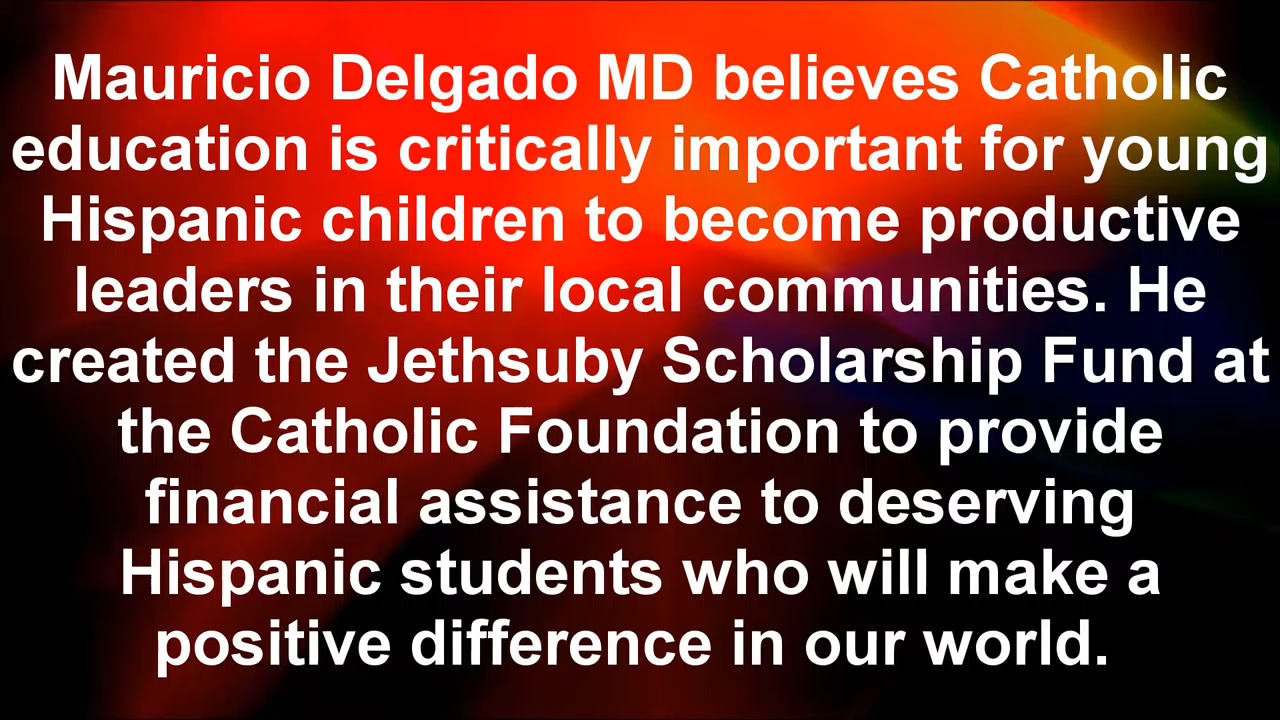 Mauricio Delgado MD believes Catholic
education is critically important for young
Hispanic children to become productive
leaders in their local communities. He
created the Jethsuby Scholarship Fund at
the Catholic Foundation to provide
financial assistance to deserving
Hispanic students who will make a
positive difference in our world.